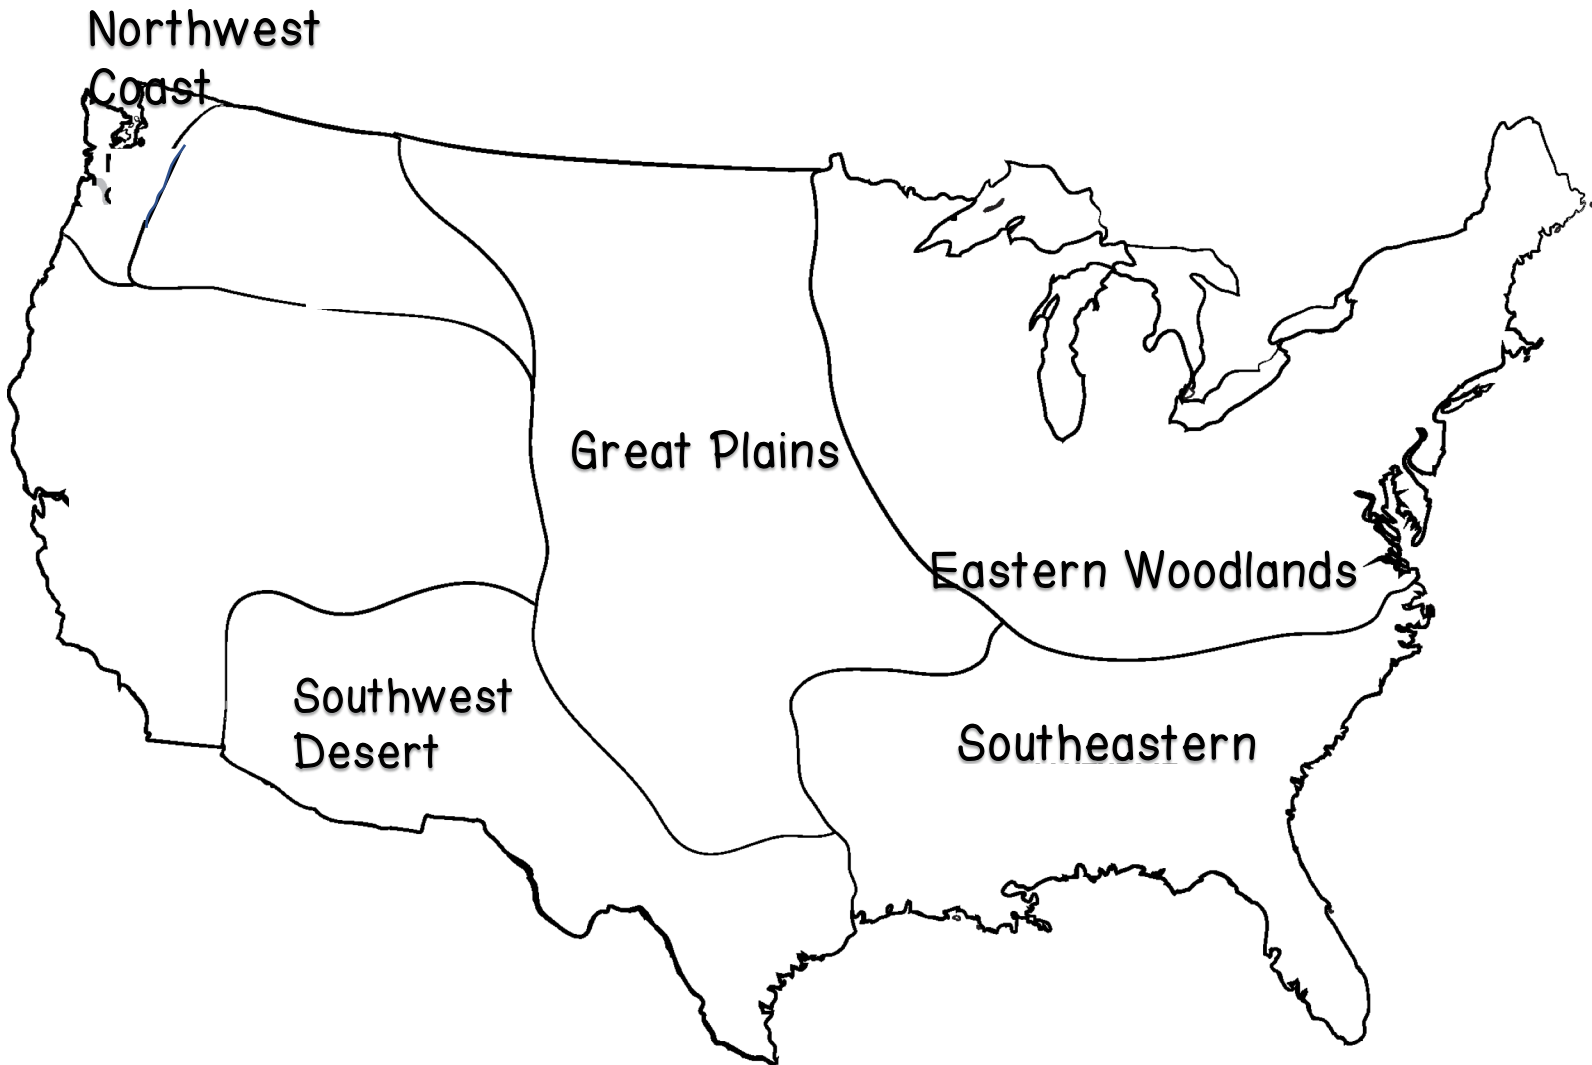 Northwest
Coast
Great Plains
Eastern Woodlands
Southwest
Desert
Southeastern